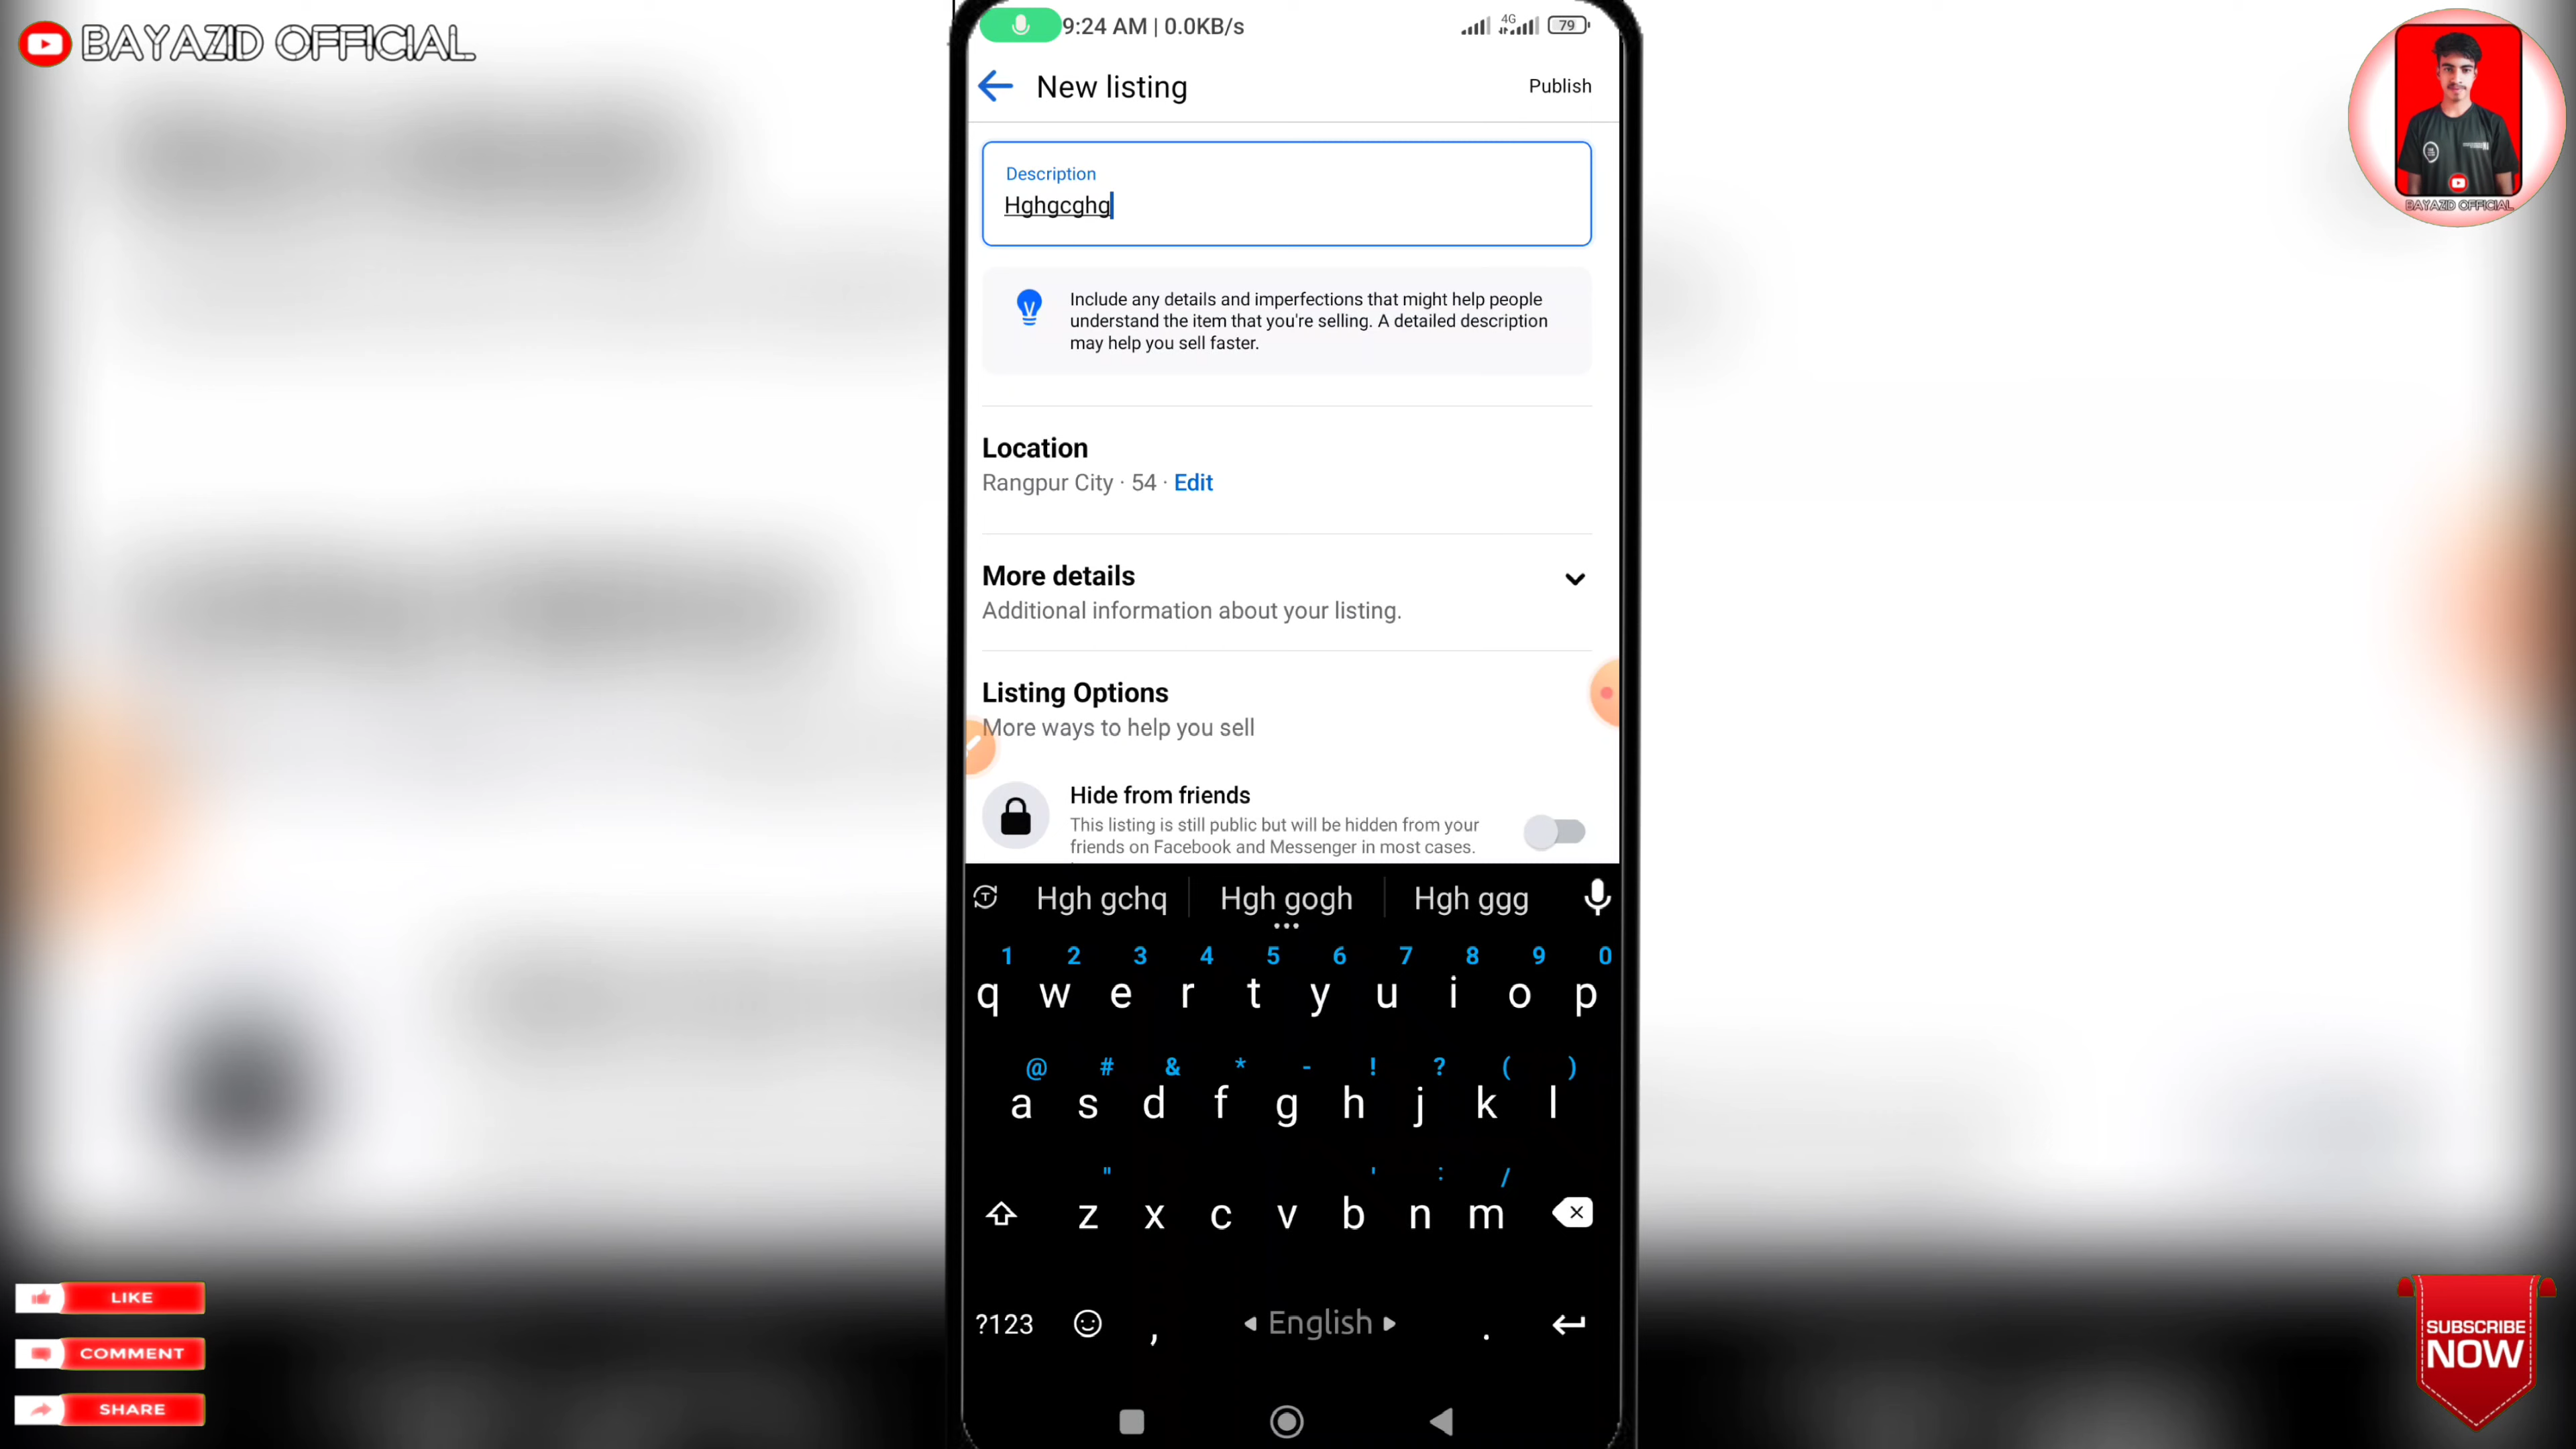 BAYAZID OFFICIAL
9:24 AM | 0.0KB/s
4G
79
New listing
Publish
Description
Hghgcghg
Include any details and imperfections that might help people
understand the item that you're selling. A detailed description
may help you sell faster.
Location
Rangpur City · 54 · Edit
More details
Additional information about your listing.
Listing Options
More ways to help you sell
Hide from friends
This listing is still public but will be hidden from your
friends on Facebook and Messenger in most cases.
Hgh gchq
Hgh gogh
Hgh ggg
1 2 3 4 5 6 7 8 9 0
q w e r t y u i o p
@ # & * - ! ? ( )
a s d f g h j k l
" ' : /
z x c v b n m
?123 , English .
BAYAZID OFFICIAL
LIKE
COMMENT
SHARE
SUBSCRIBE
NOW